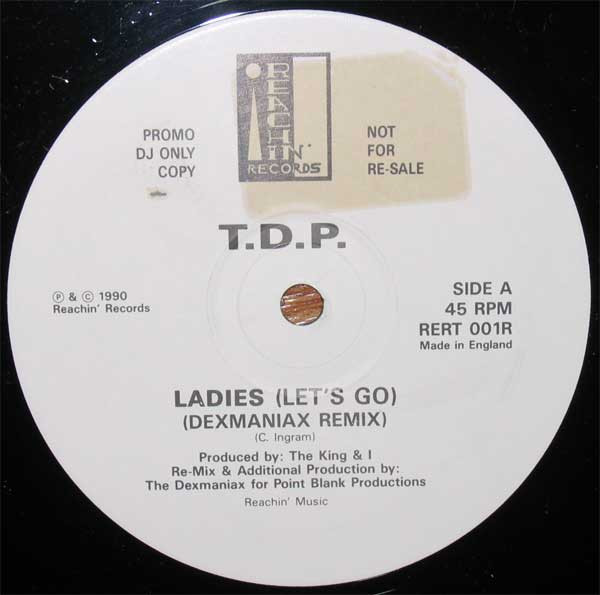 REACHIN'
RECORDS
PROMO
DJ ONLY
COPY
NOT
FOR
RE-SALE
T.D.P.
℗ & © 1990
Reachin' Records
SIDE A
45 RPM
RERT 001R
Made in England
LADIES (LET'S GO)
(DEXMANIAX REMIX)
(C. Ingram)
Produced by: The King & I
Re-Mix & Additional Production by:
The Dexmaniax for Point Blank Productions
Reachin' Music